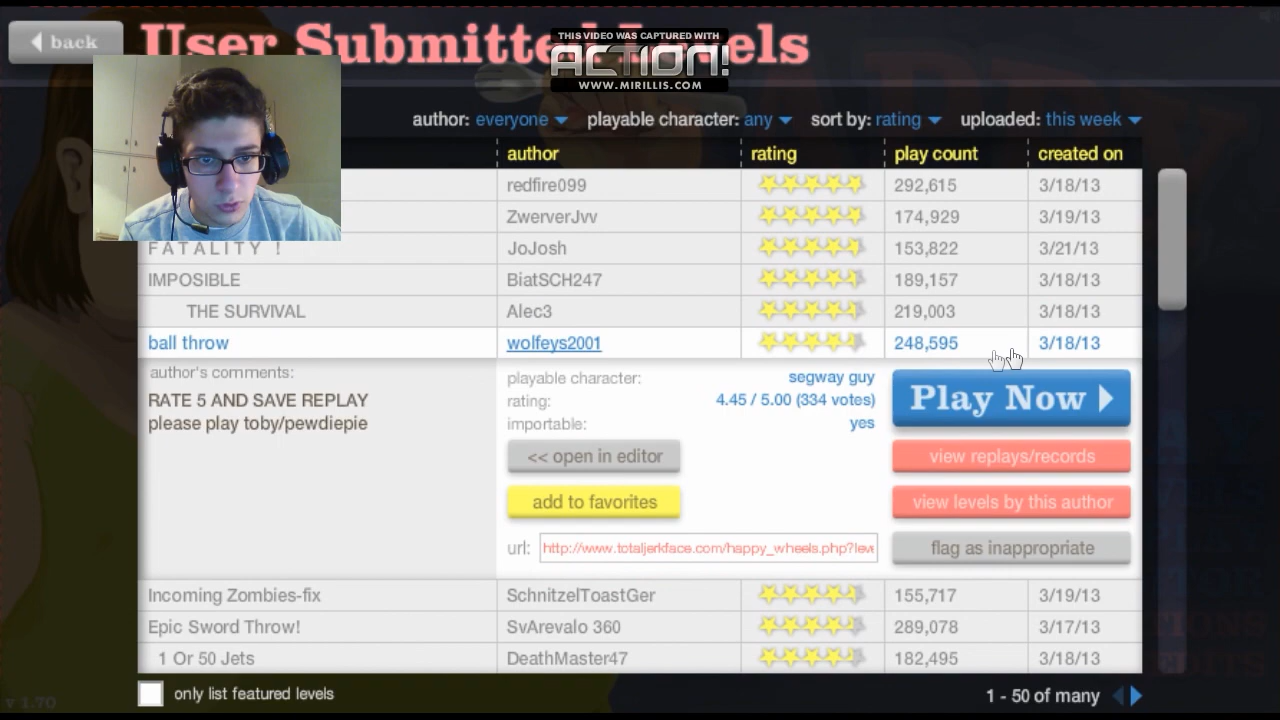 back
User Submitted Levels
THIS VIDEO WAS CAPTURED WITH
ACTION!
WWW.MIRILLIS.COM
author: everyone playable character: any sort by: rating uploaded: this week
author rating play count created on
redfire099 292,615 3/18/13
ZwerverJvv 174,929 3/19/13
F A T A L I T Y ! JoJosh 153,822 3/21/13
IMPOSIBLE BiatSCH247 189,157 3/18/13
THE SURVIVAL Alec3 219,003 3/18/13
ball throw wolfeys2001 248,595 3/18/13
author's comments:
RATE 5 AND SAVE REPLAY
please play toby/pewdiepie
playable character: segway guy
rating: 4.45 / 5.00 (334 votes)
importable: yes
Play Now
<< open in editor
view replays/records
add to favorites
view levels by this author
url: http://www.totaljerkface.com/happy_wheels.php?leve
flag as inappropriate
Incoming Zombies-fix SchnitzelToastGer 155,717 3/19/13
Epic Sword Throw! SvArevalo 360 289,078 3/17/13
1 Or 50 Jets DeathMaster47 182,495 3/18/13
only list featured levels
1 - 50 of many
v 1.70